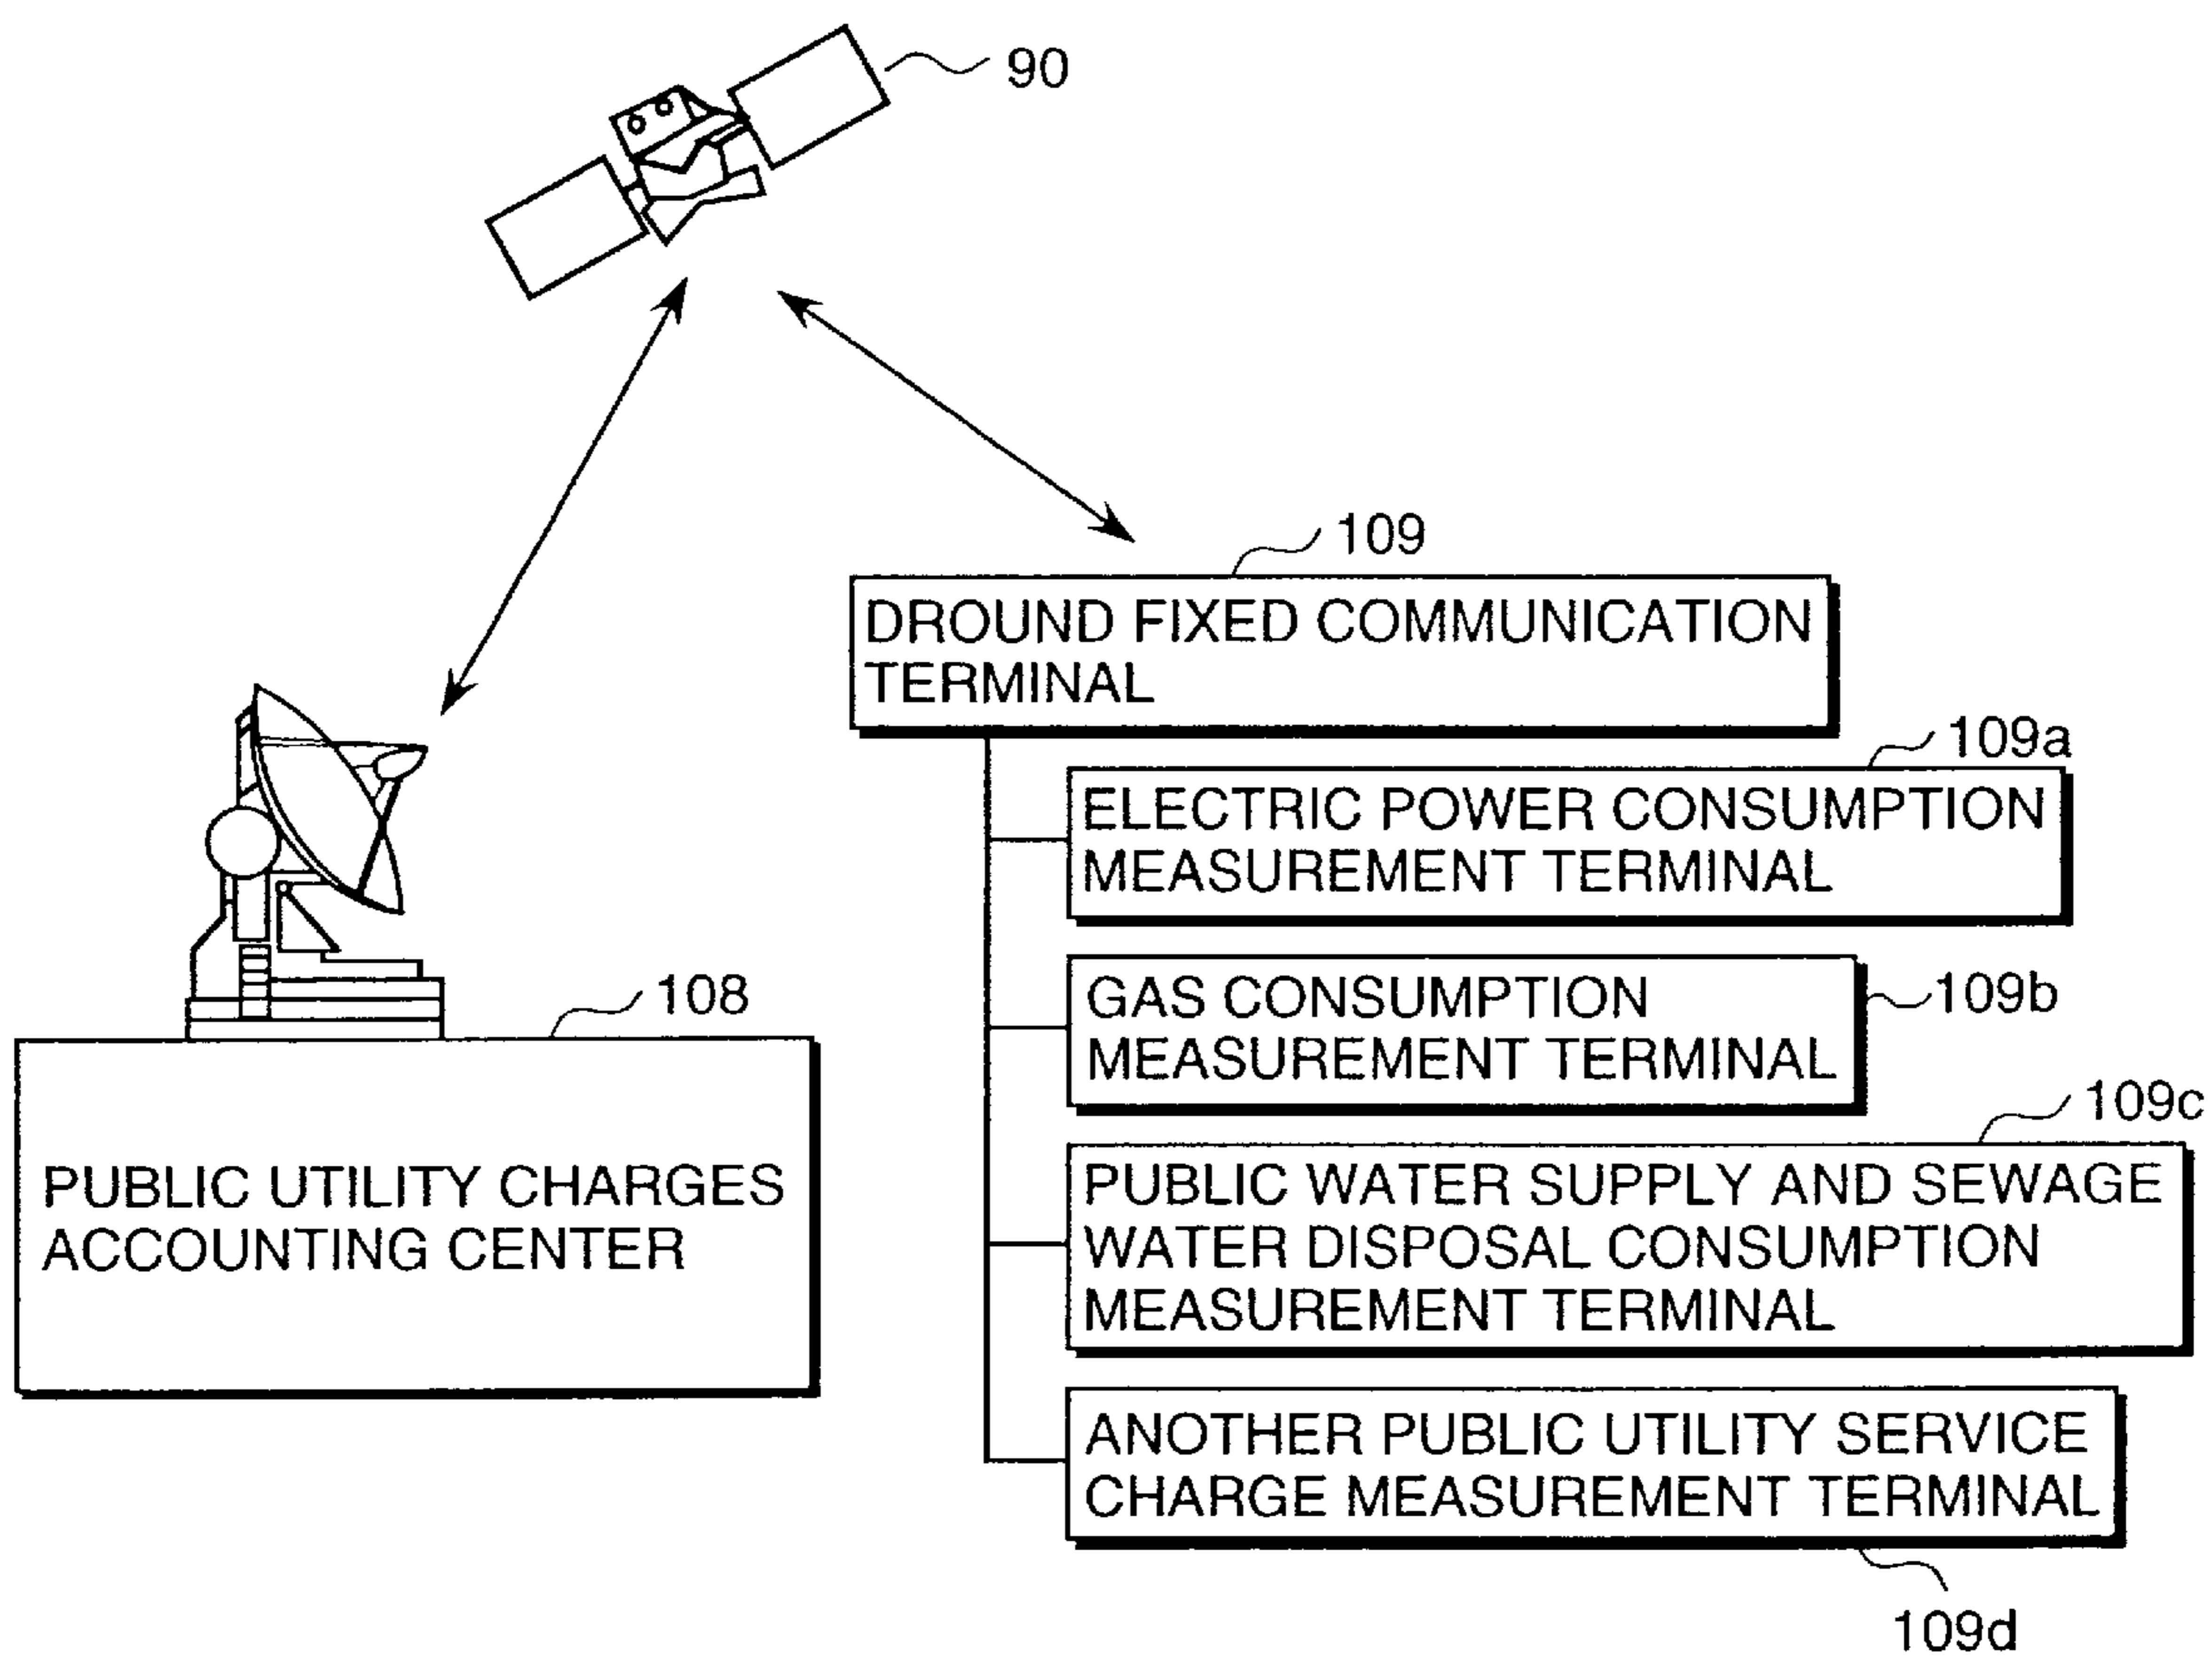 90
109
DROUND FIXED COMMUNICATION
TERMINAL
109a
ELECTRIC POWER CONSUMPTION
MEASUREMENT TERMINAL
109b
GAS CONSUMPTION
MEASUREMENT TERMINAL
108
PUBLIC UTILITY CHARGES
ACCOUNTING CENTER
109c
PUBLIC WATER SUPPLY AND SEWAGE
WATER DISPOSAL CONSUMPTION
MEASUREMENT TERMINAL
ANOTHER PUBLIC UTILITY SERVICE
CHARGE MEASUREMENT TERMINAL
109d